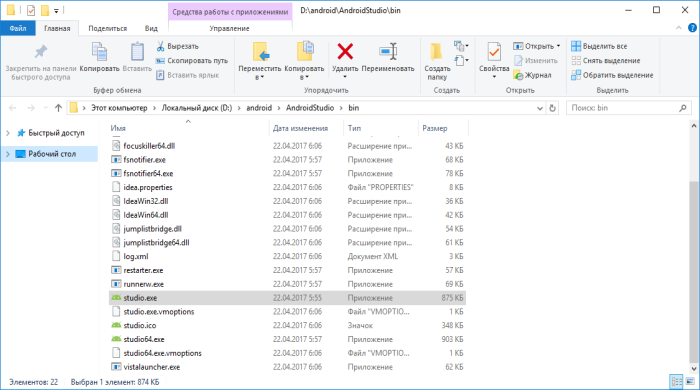 Средства работы с приложениями D:\android\AndroidStudio\bin
Файл Главная Поделиться Вид Управление
Закрепить на панели быстрого доступа
Копировать
Вставить
Вырезать
Скопировать путь
Вставить ярлык
Буфер обмена
Переместить в
Копировать в
Удалить
Переименовать
Упорядочить
Создать папку
Создать
Свойства
Открыть
Изменить
Журнал
Открыть
Выделить все
Снять выделение
Обратить выделение
Выделить
Этот компьютер Локальный диск (D:) android AndroidStudio bin
Поиск: bin
Быстрый доступ
Рабочий стол
Имя Дата изменения Тип Размер
focuskiller64.dll 22.04.2017 6:06 Расширение при... 43 КБ
fsnotifier.exe 22.04.2017 5:57 Приложение 68 КБ
fsnotifier64.exe 22.04.2017 5:57 Приложение 78 КБ
idea.properties 22.04.2017 6:06 Файл "PROPERTIES" 8 КБ
IdeaWin32.dll 22.04.2017 6:06 Расширение при... 36 КБ
IdeaWin64.dll 22.04.2017 6:06 Расширение при... 42 КБ
jumplistbridge.dll 22.04.2017 6:06 Расширение при... 54 КБ
jumplistbridge64.dll 22.04.2017 6:06 Расширение при... 61 КБ
log.xml 22.04.2017 6:06 Документ XML 3 КБ
restarter.exe 22.04.2017 5:57 Приложение 57 КБ
runnerw.exe 22.04.2017 5:57 Приложение 69 КБ
studio.exe 22.04.2017 5:55 Приложение 875 КБ
studio.exe.vmoptions 22.04.2017 6:06 Файл "VMOPTIO... 1 КБ
studio.ico 22.04.2017 6:06 Значок 348 КБ
studio64.exe 22.04.2017 5:57 Приложение 903 КБ
studio64.exe.vmoptions 22.04.2017 6:06 Файл "VMOPTIO... 1 КБ
vistalauncher.exe 22.04.2017 6:06 Приложение 62 КБ
Элементов: 22 Выбран 1 элемент: 874 КБ